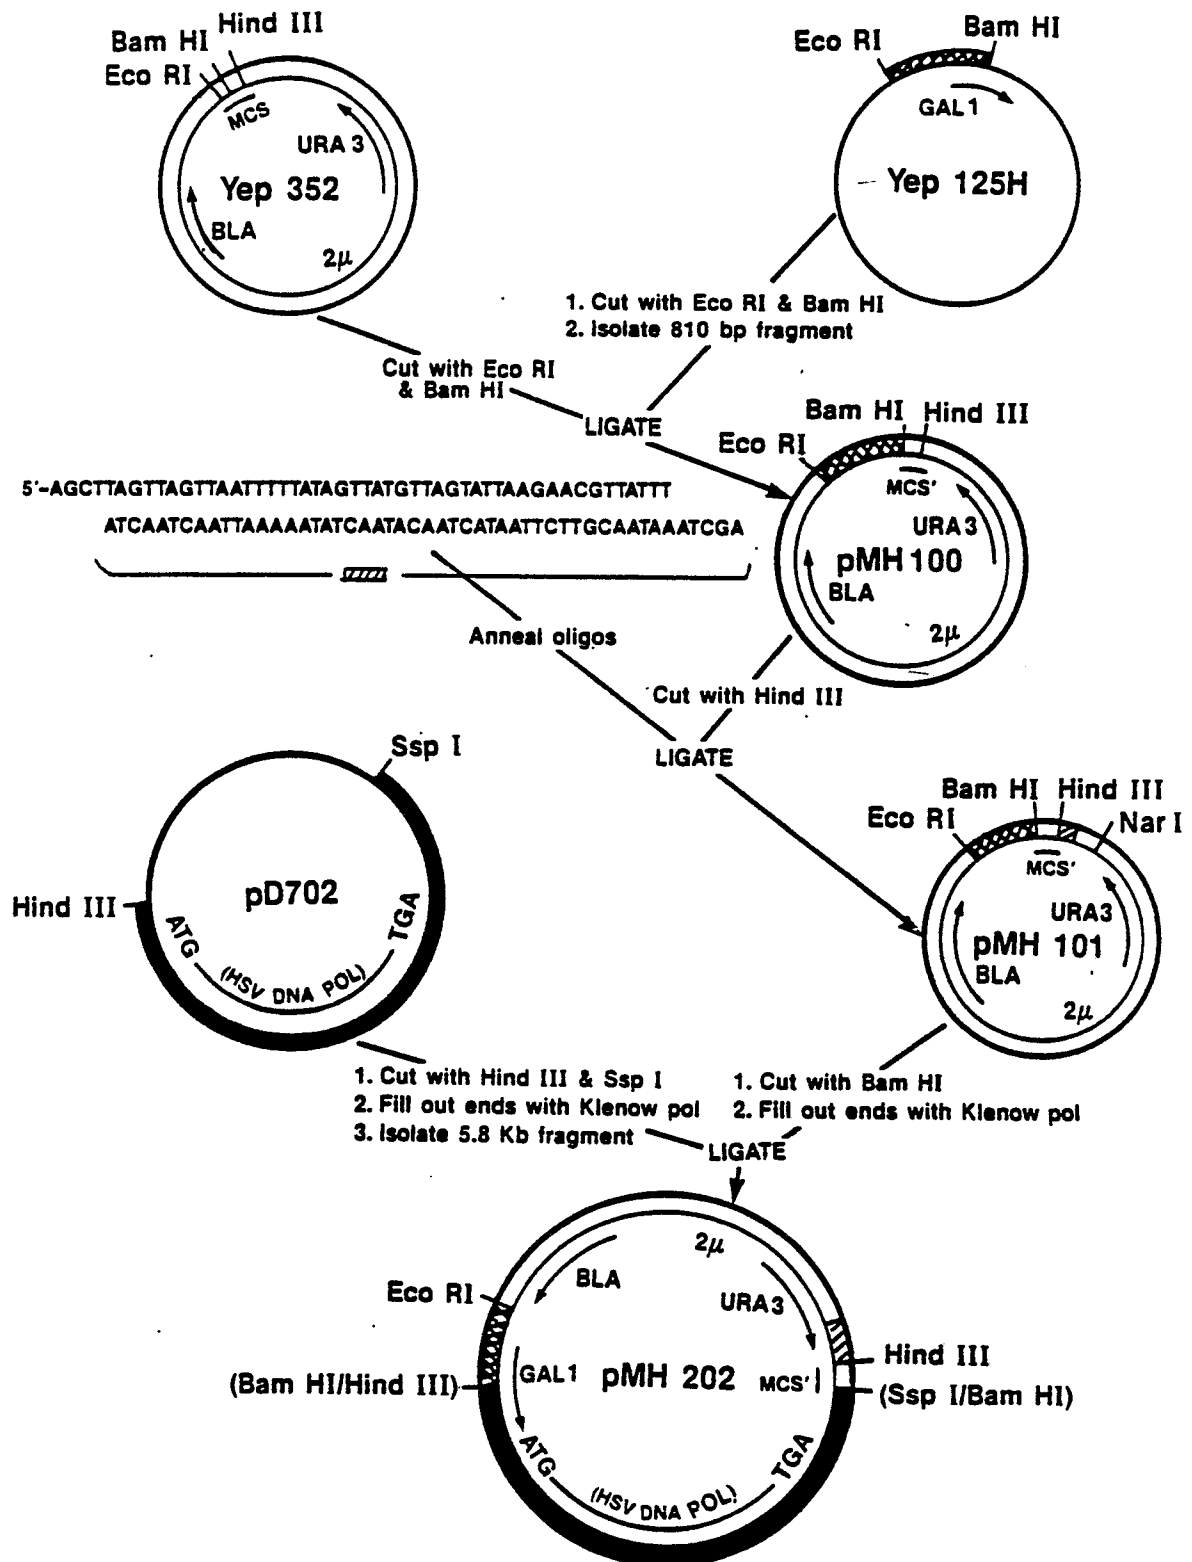 Hind III
Bam HI
Eco RI
MCS
URA 3
Yep 352
BLA
2μ
Eco RI
Bam HI
GAL 1
Yep 125H
1. Cut with Eco RI & Bam HI
2. Isolate 810 bp fragment
Cut with Eco RI
& Bam HI
LIGATE
Bam HI
Hind III
Eco RI
MCS'
URA 3
pMH 100
BLA
2μ
5'-AGCTTAGTTAGTTAATTTTTATAGTTATGTTAGTATTAAGAACGTTATTT
ATCAATCAATTAAAAATATCAATACAATCATAATTCTTGCAATAAATCGA
Anneal oligos
Cut with Hind III
LIGATE
Ssp I
Hind III
pD702
ATG
(HSV DNA POL)
TGA
Bam HI
Hind III
Eco RI
Nar I
MCS'
URA3
pMH 101
BLA
2μ
1. Cut with Hind III & Ssp I
2. Fill out ends with Klenow pol
3. Isolate 5.8 Kb fragment
1. Cut with Bam HI
2. Fill out ends with Klenow pol
LIGATE
2μ
BLA
URA3
Eco RI
Hind III
(Bam HI/Hind III)
GAL1
pMH 202
MCS'
(Ssp I/Bam HI)
ATG
(HSV DNA POL)
TGA